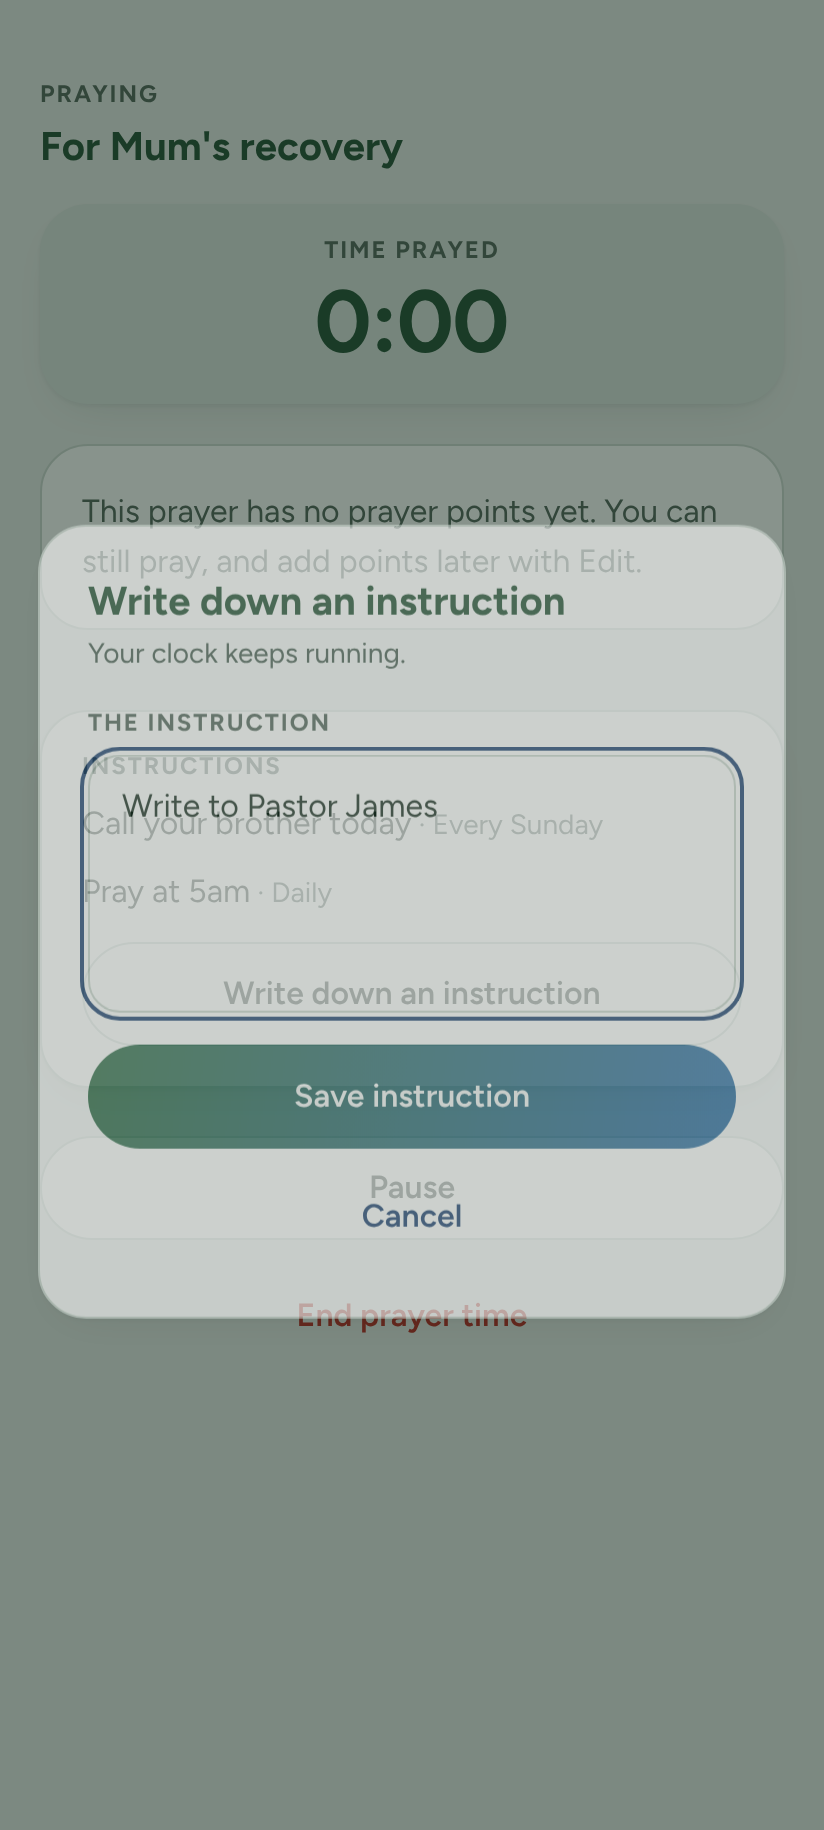 PRAYING
For Mum's recovery
TIME PRAYED
0:00
This prayer has no prayer points yet. You can
still pray, and add points later with Edit.
Write down an instruction
Your clock keeps running.
THE INSTRUCTION
INSTRUCTIONS
Write to Pastor James
Call your brother today · Every Sunday
Pray at 5am · Daily
Write down an instruction
Save instruction
Pause
Cancel
End prayer time